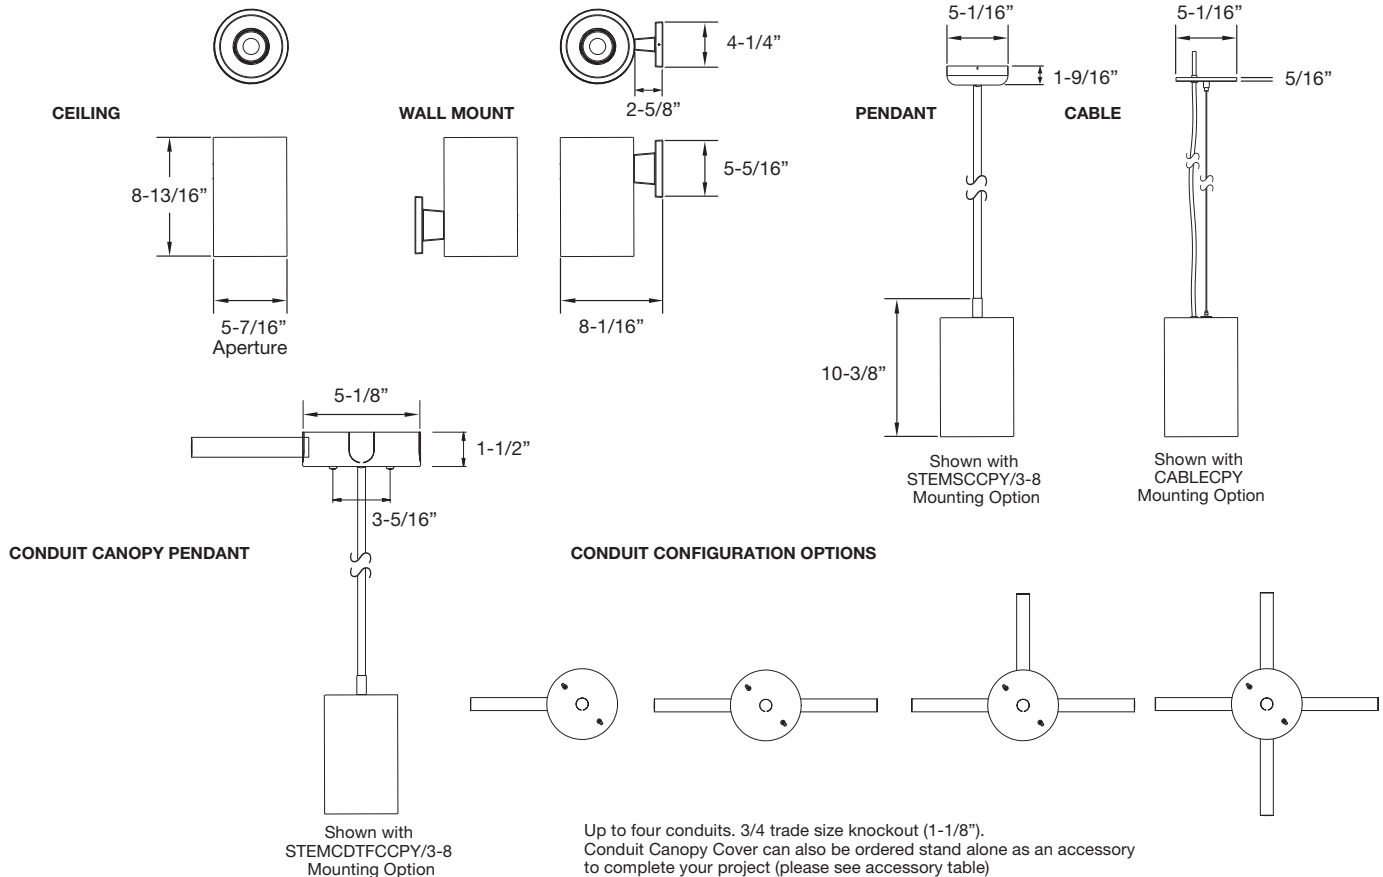 5-1/16”
5-1/16”
4-1/4”
1-9/16”
5/16”
2-5/8”
CEILING
WALL MOUNT
PENDANT
CABLE
8-13/16”
5-5/16”
5-7/16”
Aperture
8-1/16”
10-3/8”
5-1/8”
1-1/2”
3-5/16”
Shown with
STEMSCCPY/3-8
Mounting Option
Shown with
CABLECPY
Mounting Option
CONDUIT CANOPY PENDANT
CONDUIT CONFIGURATION OPTIONS
Shown with
STEMCDTFCCPY/3-8
Mounting Option
Up to four conduits. 3/4 trade size knockout (1-1/8”).
Conduit Canopy Cover can also be ordered stand alone as an accessory
to complete your project (please see accessory table)